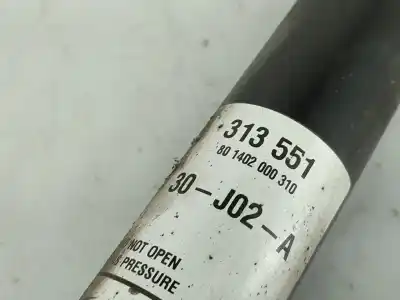 313 551
80 1402 000 310
30-J02-A
NOT OPEN
PRESSURE